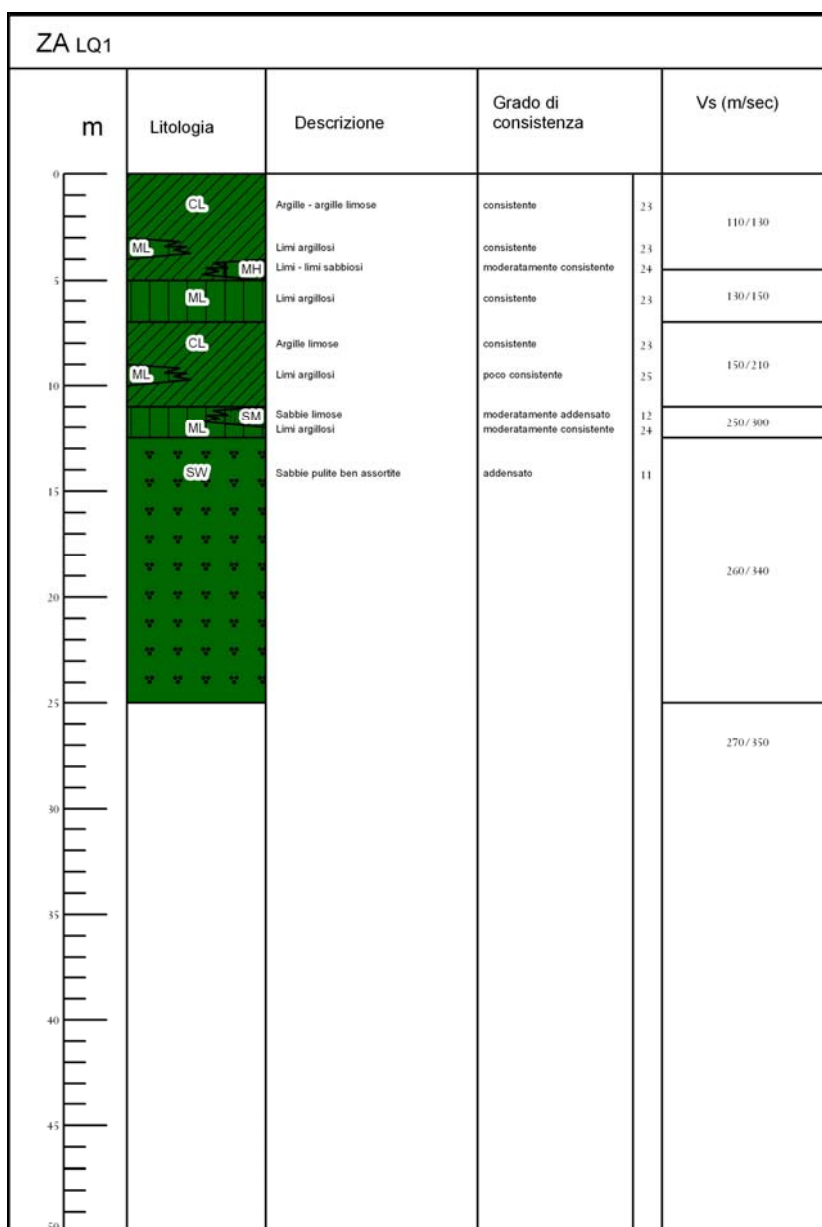 ZA LQ1
m
Litologia
Descrizione
Grado di
consistenza
Vs (m/sec)
0
CL
Argille - argille limose
consistente
23
110/130
ML
Limi argillosi
consistente
23
MH
Limi - limi sabbiosi
moderatamente consistente
24
5
ML
Limi argillosi
consistente
23
130/150
CL
Argille limose
consistente
23
150/210
ML
Limi argillosi
poco consistente
25
10
SM
Sabbie limose
moderatamente addensato
12
250/300
ML
Limi argillosi
moderatamente consistente
24
SW
Sabbie pulite ben assortite
addensato
11
15
260/340
20
25
270/350
30
35
40
45
50